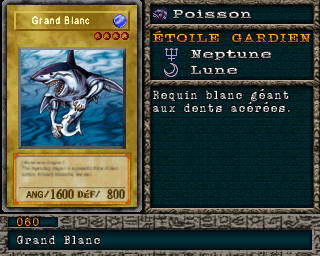 Grand Blanc
ANG/1600 DéF/ 800
Poisson
ÉTOILE GARDIEN
Neptune
Lune
Requin blanc géant
aux dents acérées.
060
Grand Blanc